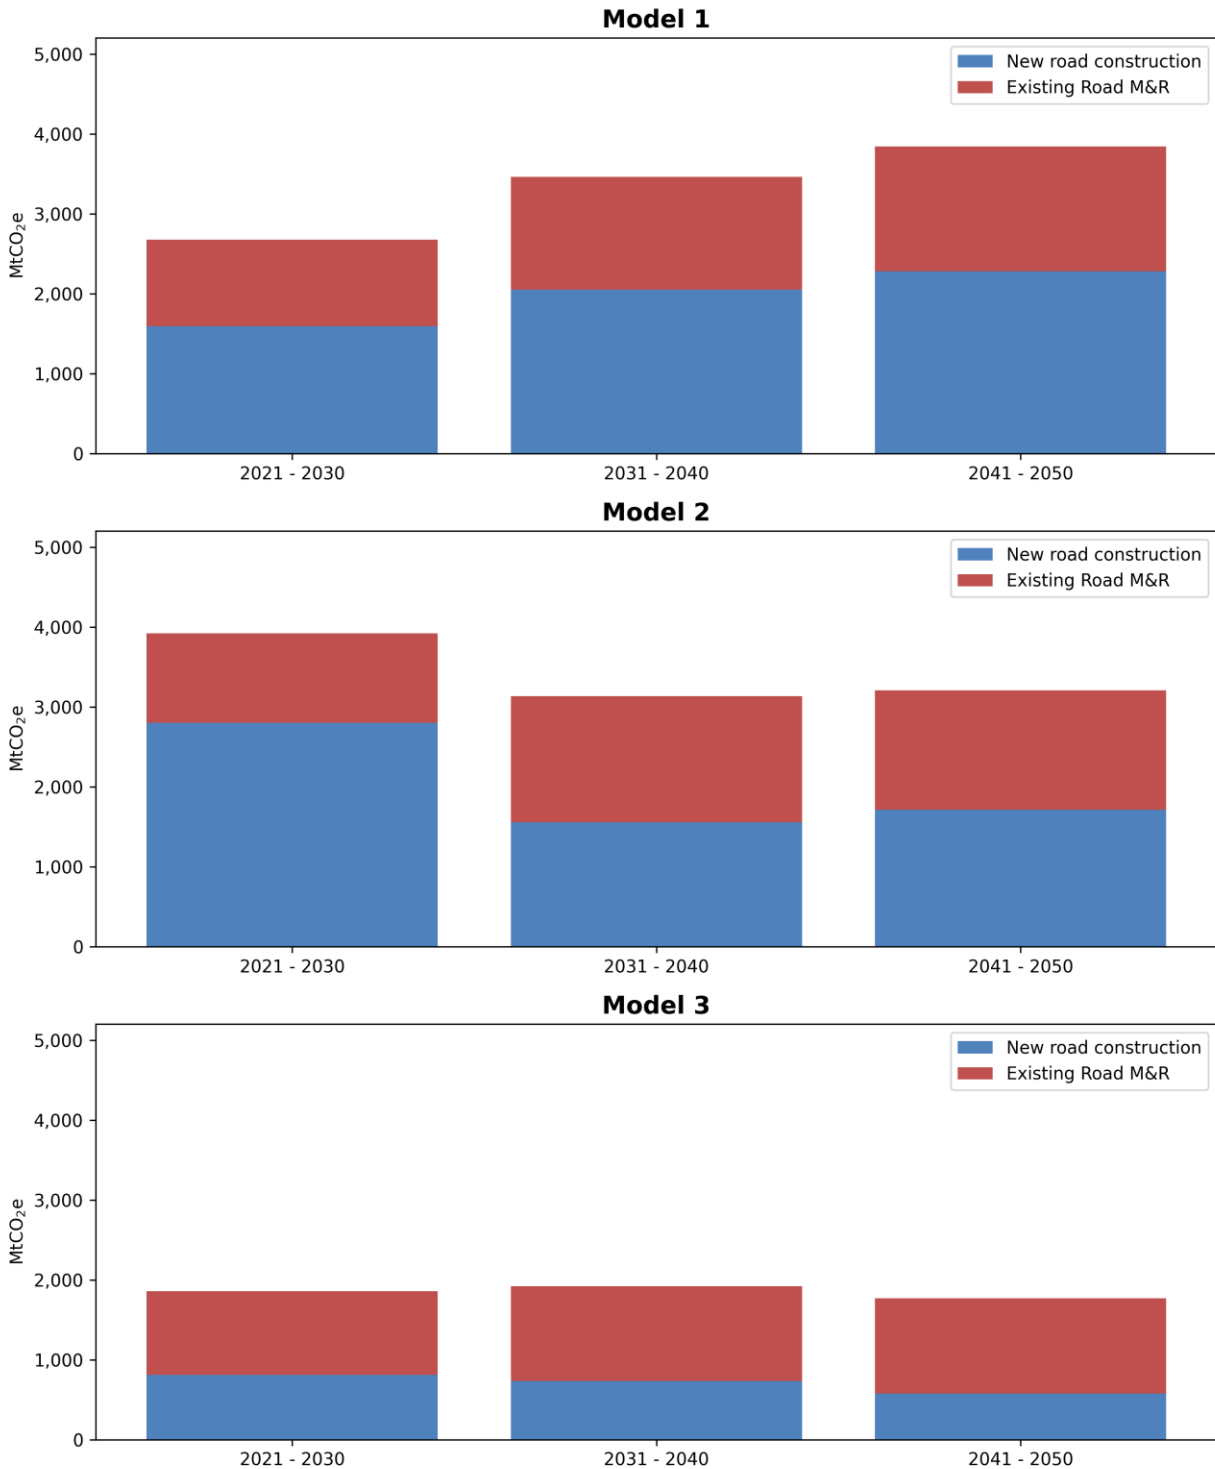 Model 1
5,000
4,000
3,000
2,000
1,000
0
MtCO₂e
New road construction
Existing Road M&R
2021 - 2030
2031 - 2040
2041 - 2050
Model 2
5,000
4,000
3,000
2,000
1,000
0
MtCO₂e
New road construction
Existing Road M&R
2021 - 2030
2031 - 2040
2041 - 2050
Model 3
5,000
4,000
3,000
2,000
1,000
0
MtCO₂e
New road construction
Existing Road M&R
2021 - 2030
2031 - 2040
2041 - 2050